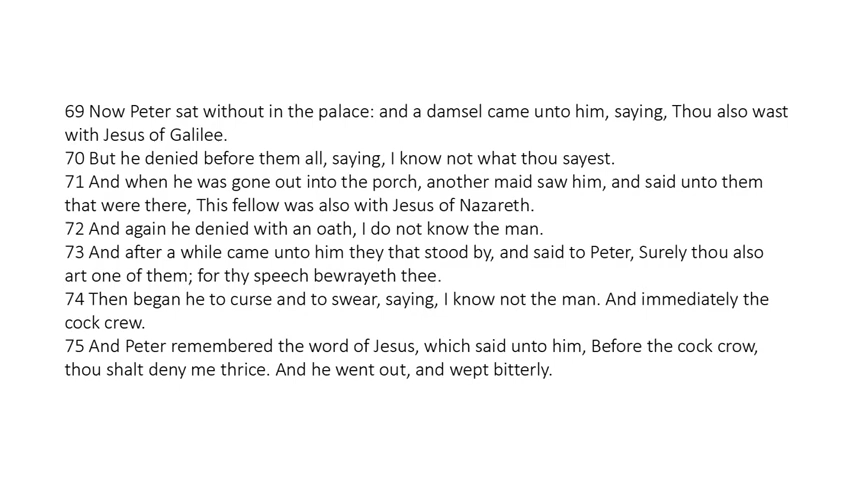 69 Now Peter sat without in the palace: and a damsel came unto him, saying, Thou also wast
with Jesus of Galilee.
70 But he denied before them all, saying, I know not what thou sayest.
71 And when he was gone out into the porch, another maid saw him, and said unto them
that were there, This fellow was also with Jesus of Nazareth.
72 And again he denied with an oath, I do not know the man.
73 And after a while came unto him they that stood by, and said to Peter, Surely thou also
art one of them; for thy speech bewrayeth thee.
74 Then began he to curse and to swear, saying, I know not the man. And immediately the
cock crew.
75 And Peter remembered the word of Jesus, which said unto him, Before the cock crow,
thou shalt deny me thrice. And he went out, and wept bitterly.